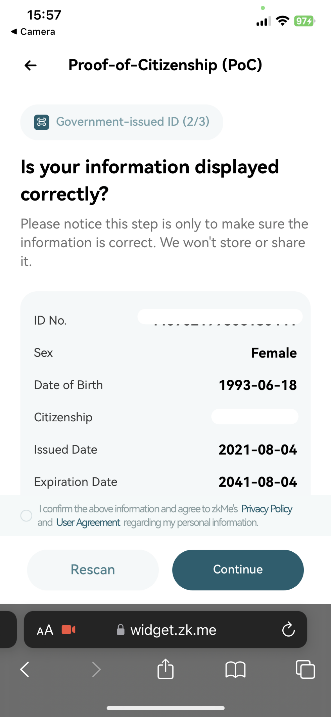 15:57
97
Camera
Proof-of-Citizenship (PoC)
Government-issued ID (2/3)
Is your information displayed
correctly?
Please notice this step is only to make sure the
information is correct. We won't store or share
it.
ID No.
Sex Female
Date of Birth 1993-06-18
Citizenship
Issued Date 2021-08-04
Expiration Date 2041-08-04
I confirm the above information and agree to zkMe's Privacy Policy
and User Agreement regarding my personal information.
Rescan Continue
AA widget.zk.me